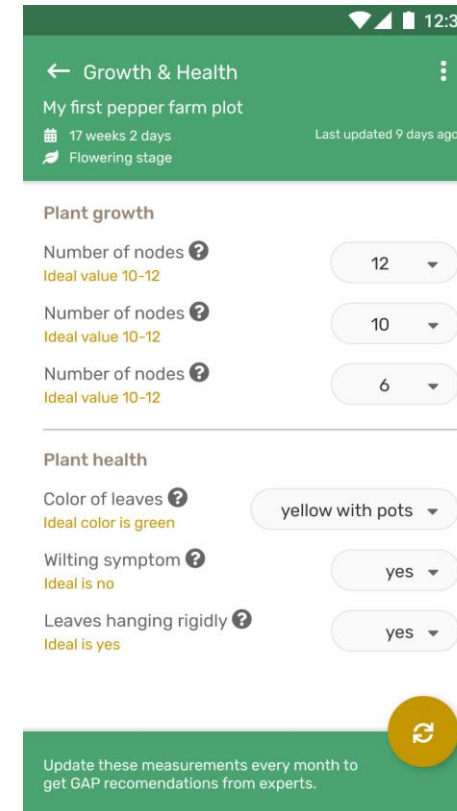 12:3
Growth & Health
My first pepper farm plot
17 weeks 2 days
Last updated 9 days ago
Flowering stage
Plant growth
Number of nodes
12
Ideal value 10-12
Number of nodes
10
Ideal value 10-12
Number of nodes
6
Ideal value 10-12
Plant health
Color of leaves
yellow with pots
Ideal color is green
Wilting symptom
yes
Ideal is no
Leaves hanging rigidly
yes
Ideal is yes
Update these measurements every month to
get GAP recomendations from experts.